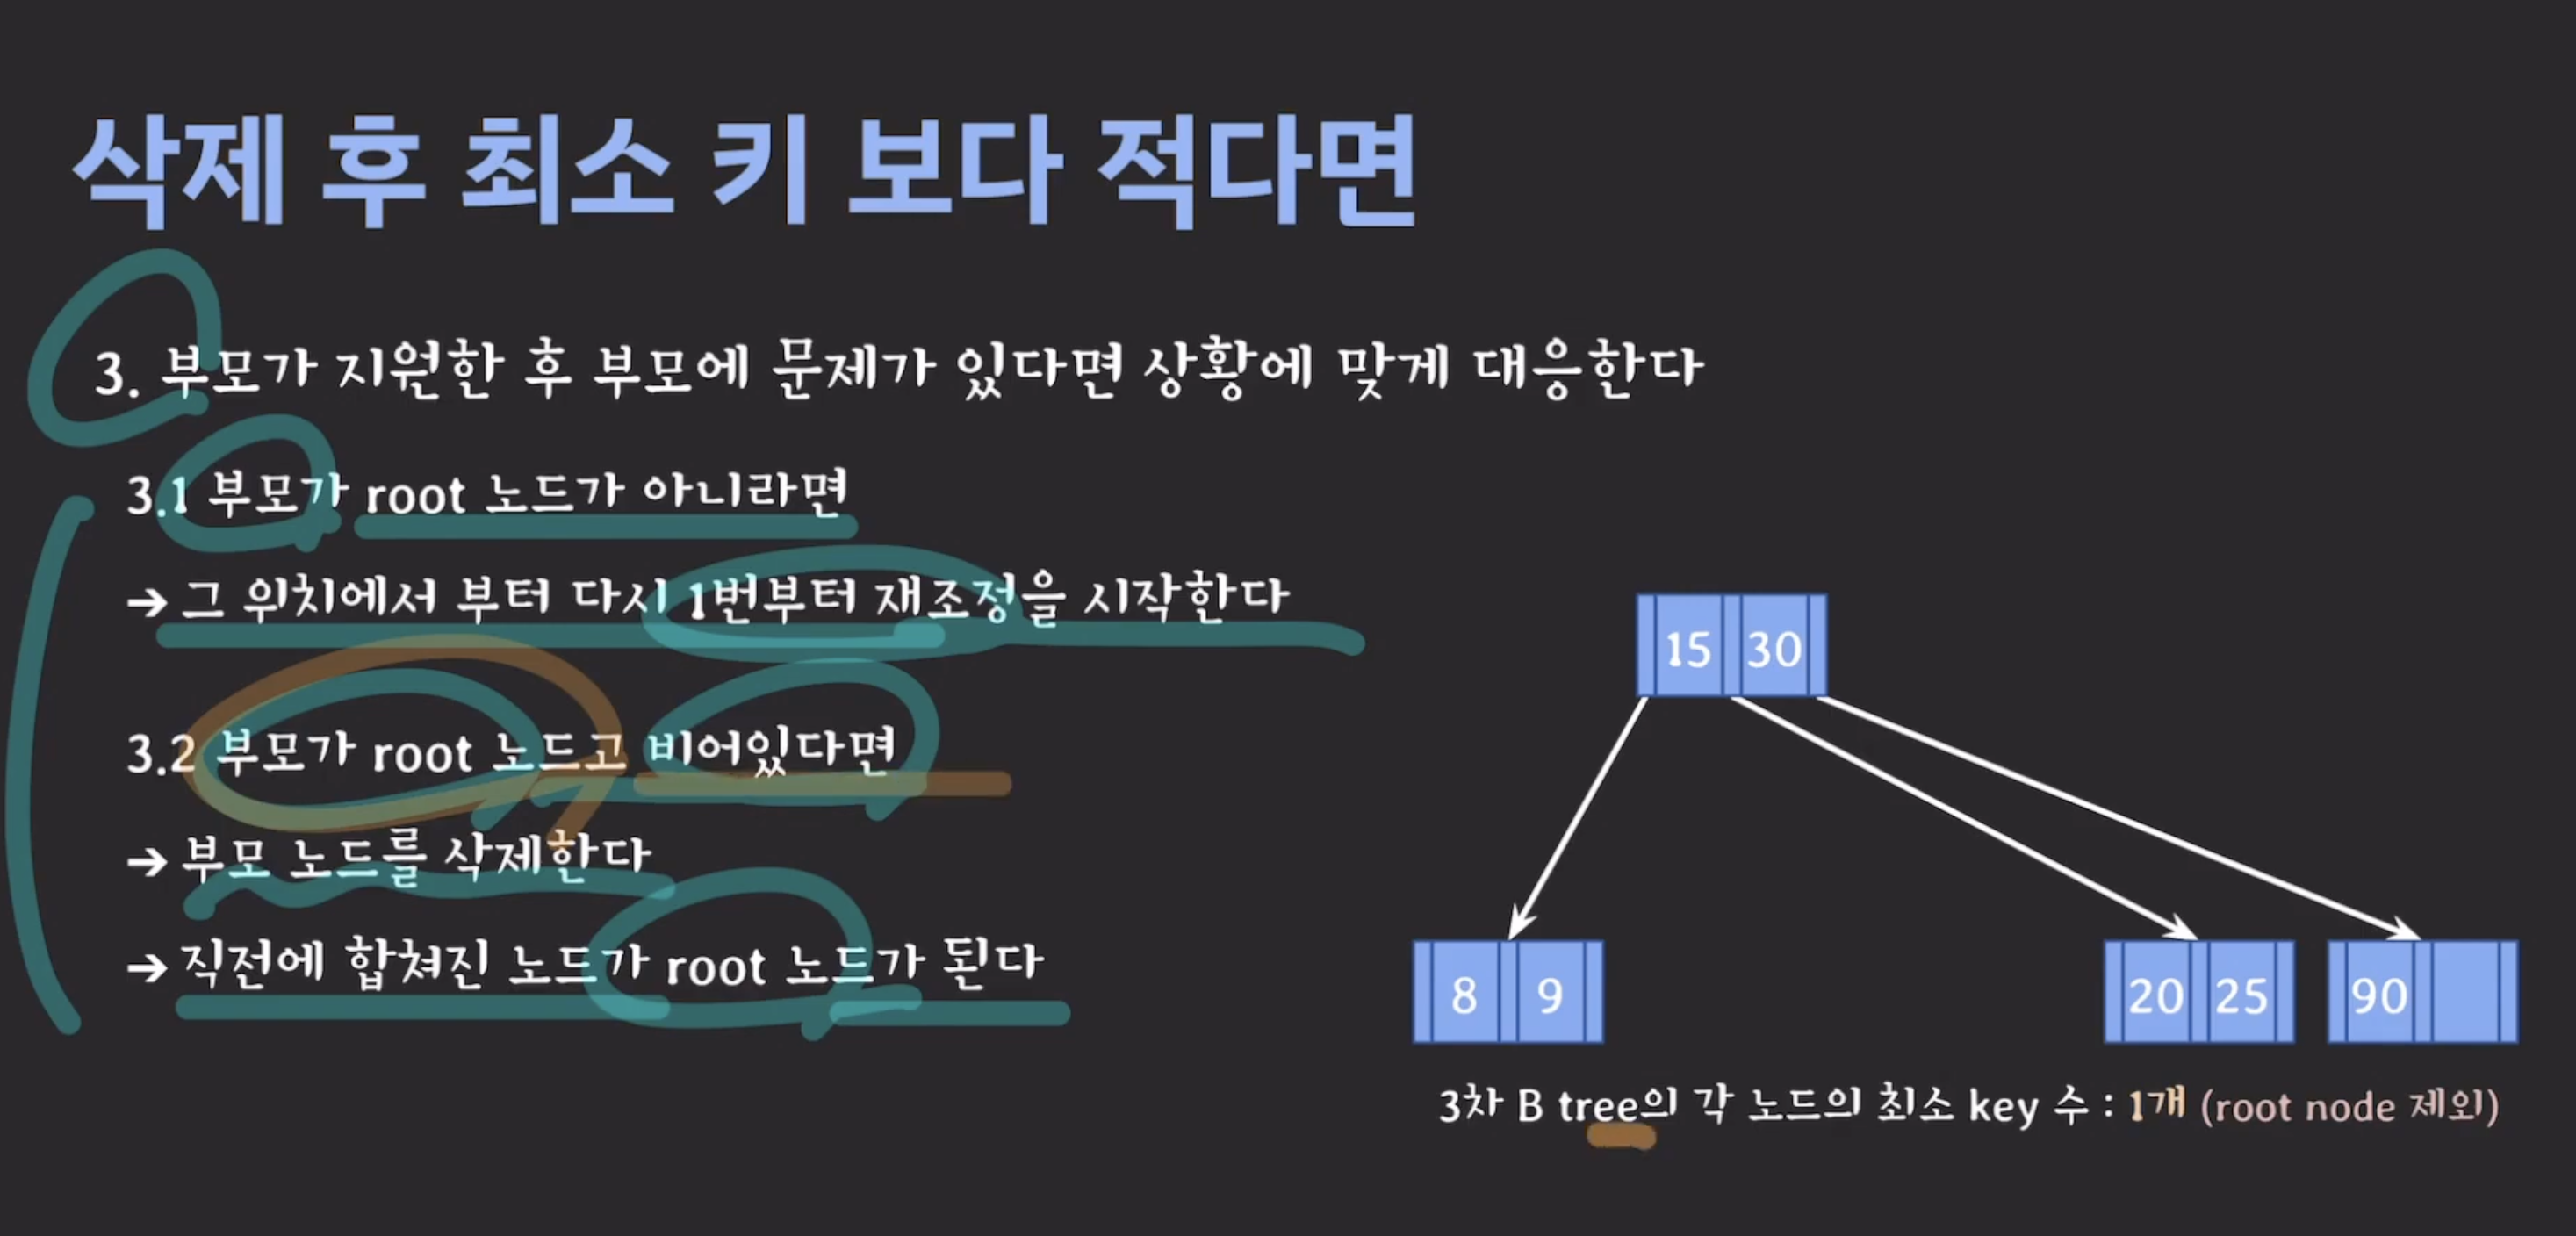 삭제 후 최소 키 보다 적다면
3. 부모가 지원한 후 부모에 문제가 있다면 상황에 맞게 대응한다
3.1 부모가 root 노드가 아니라면
➔ 그 위치에서 부터 다시 1번부터 재조정을 시작한다
3.2 부모가 root 노드고 비어있다면
➔ 부모 노드를 삭제한다
➔ 직전에 합쳐진 노드가 root 노드가 된다
15 30
8 9
20 25
90
3차 B tree의 각 노드의 최소 key 수 : 1개 (root node 제외)